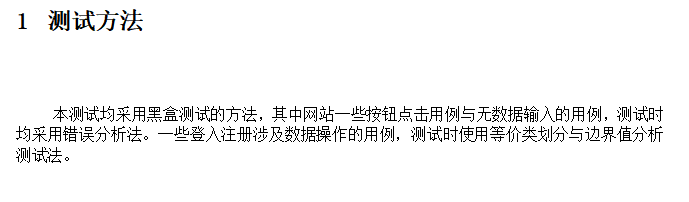 1 测试方法
本测试均采用黑盒测试的方法，其中网站一些按钮点击用例与无数据输入的用例，测试时
均采用错误分析法。一些登入注册涉及数据操作的用例，测试时使用等价类划分与边界值分析
测试法。